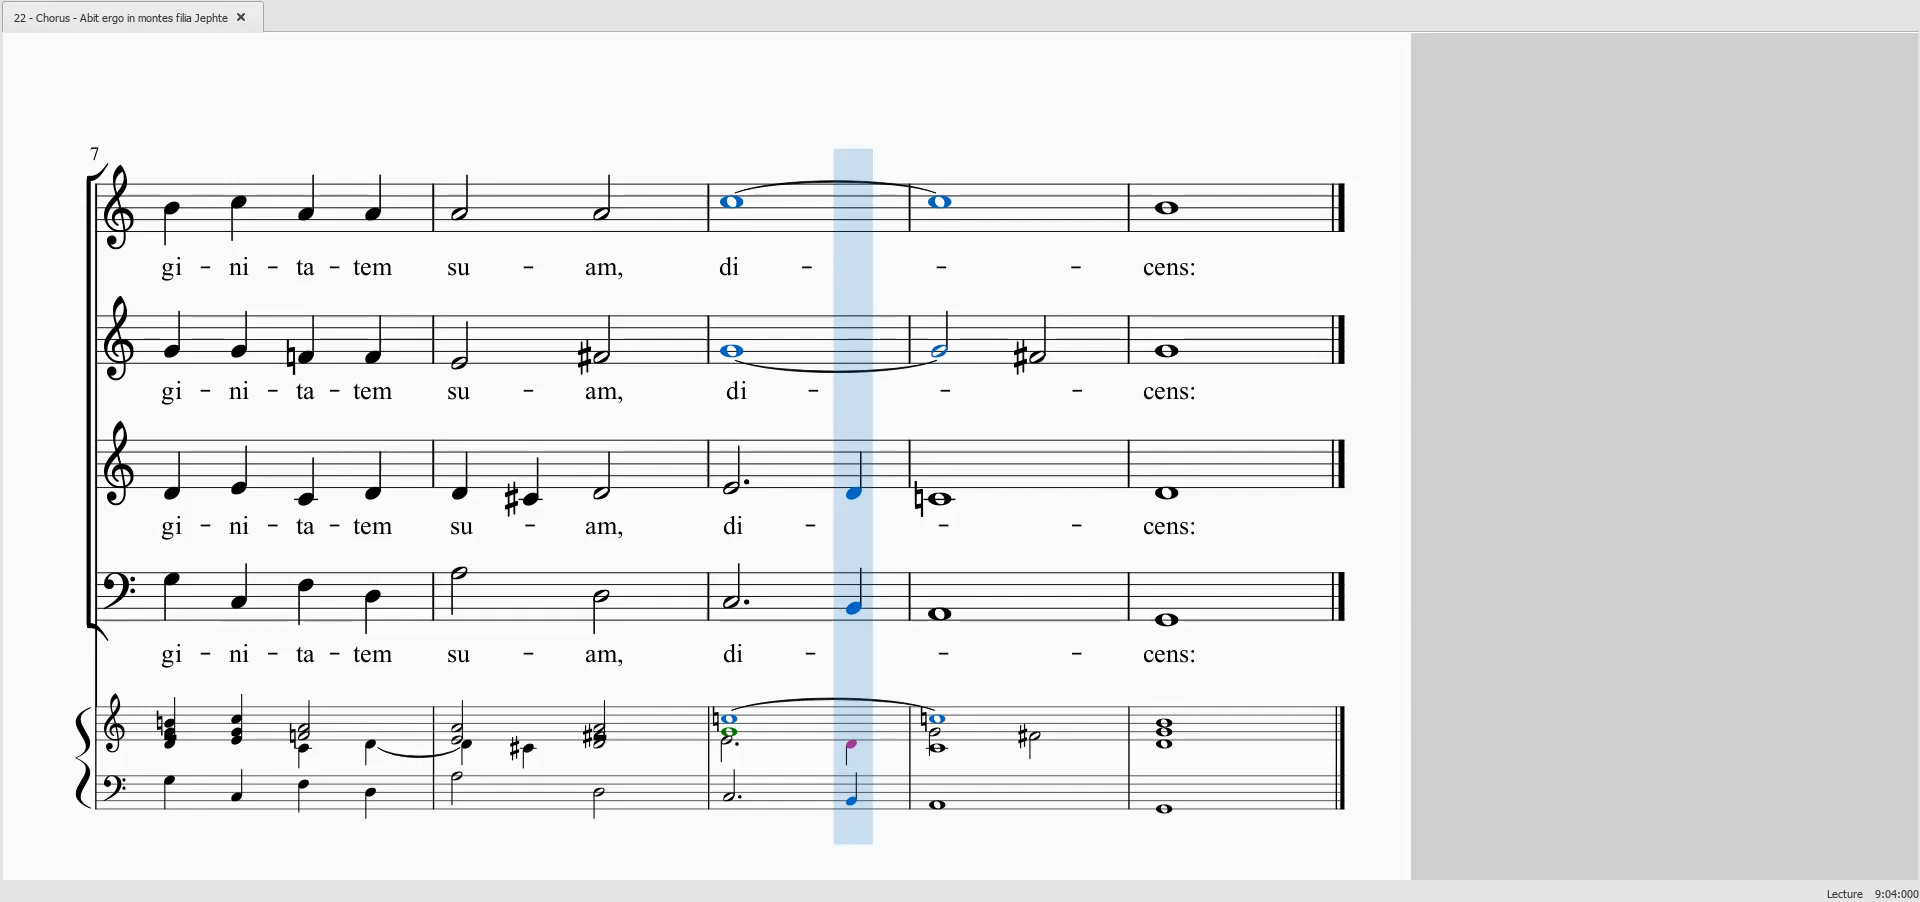 22 - Chorus - Abit ergo in montes filia Jephte
7
gi - ni - ta - tem su - am, di - - - cens:
gi - ni - ta - tem su - am, di - - - cens:
gi - ni - ta - tem su - am, di - - - cens:
gi - ni - ta - tem su - am, di - - - cens:
Lecture 9:04:000